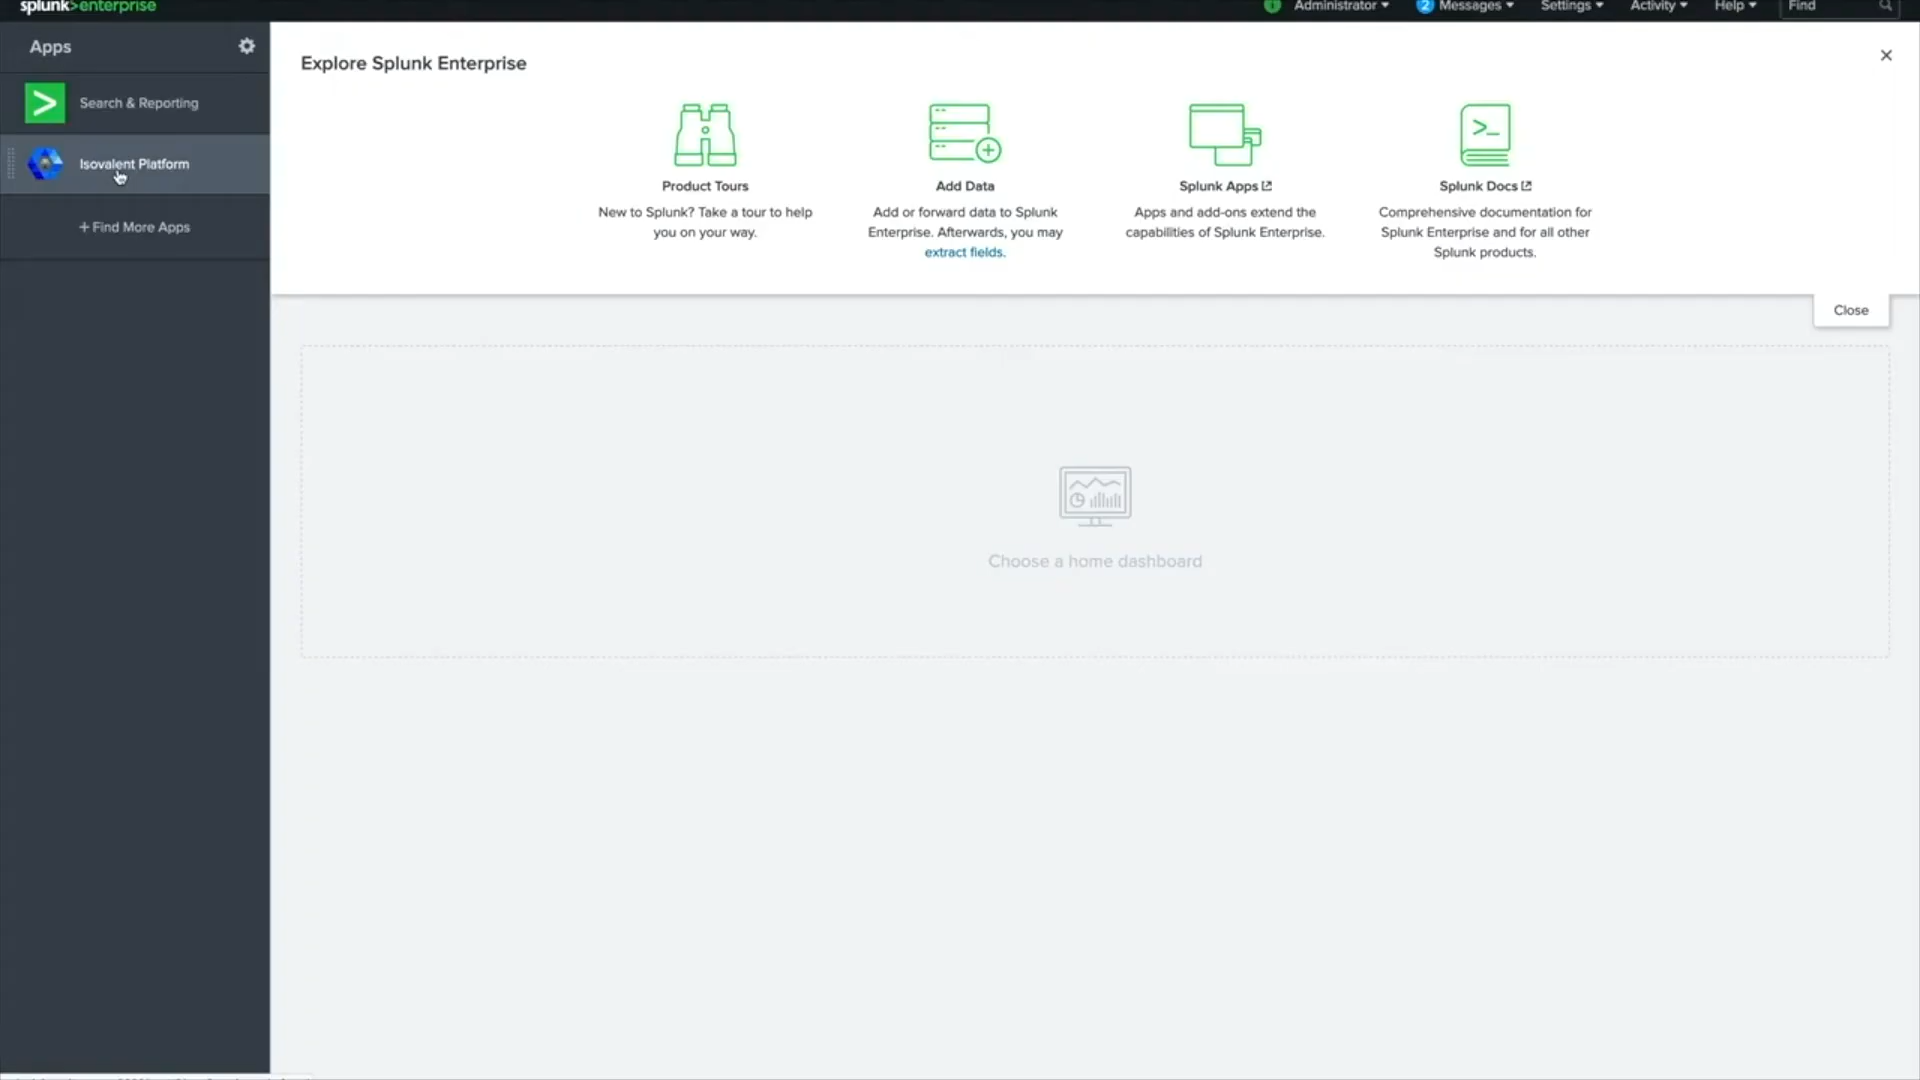 splunk>enterprise
Administrator
2
Messages
Settings
Activity
Help
Find
Apps
Search & Reporting
Isovalent Platform
+ Find More Apps
Explore Splunk Enterprise
Product Tours
New to Splunk? Take a tour to help
you on your way.
Add Data
Add or forward data to Splunk
Enterprise. Afterwards, you may
extract fields.
Splunk Apps
Apps and add-ons extend the
capabilities of Splunk Enterprise.
Splunk Docs
>_
Comprehensive documentation for
Splunk Enterprise and for all other
Splunk products.
Close
Choose a home dashboard